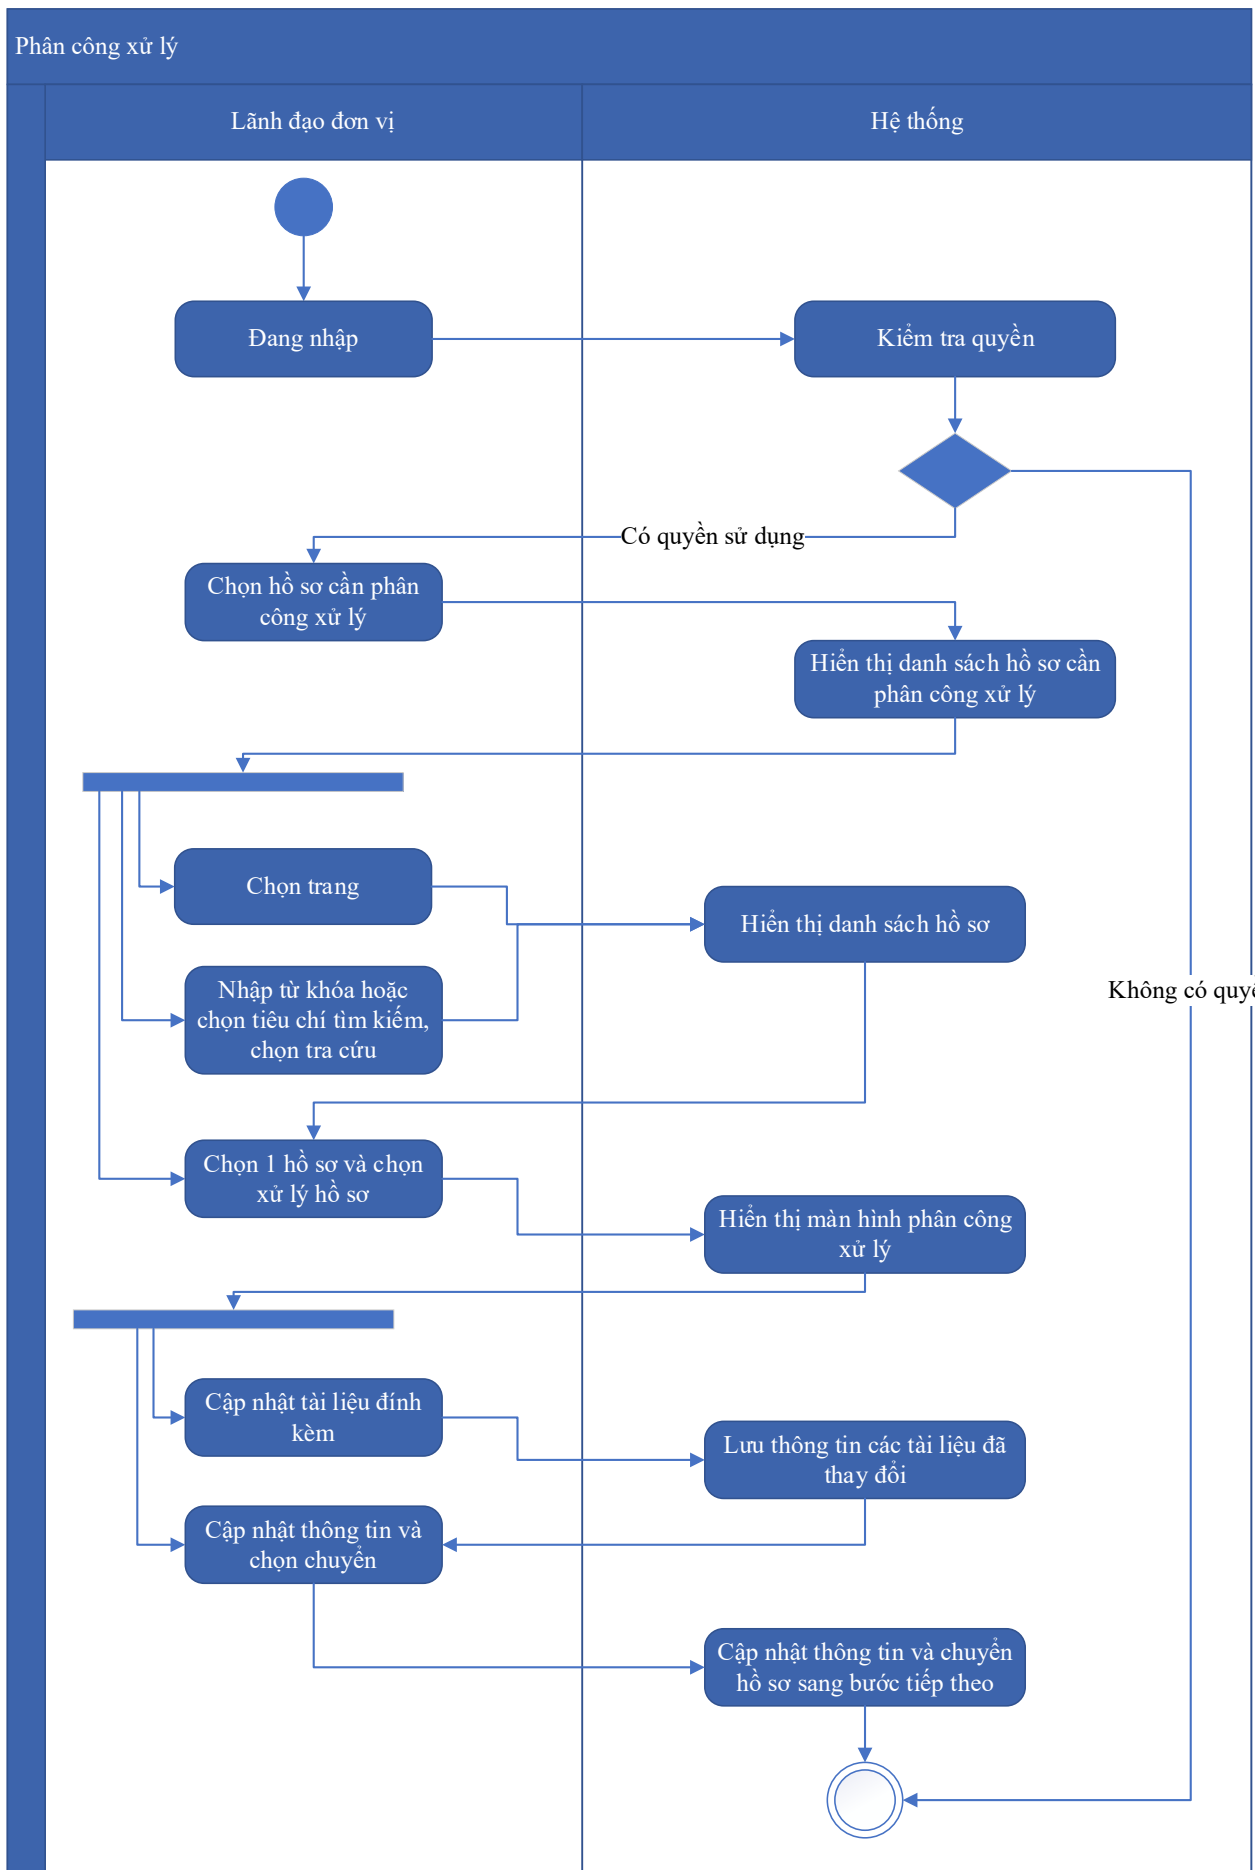 Phân công xử lý
Lãnh đạo đơn vị
Hệ thống
Đang nhập
Kiểm tra quyền
Có quyền sử dụng
Chọn hồ sơ cần phân
công xử lý
Hiển thị danh sách hồ sơ cần
phân công xử lý
Chọn trang
Hiển thị danh sách hồ sơ
Nhập từ khóa hoặc
chọn tiêu chí tìm kiếm,
chọn tra cứu
Không có quyề
Chọn 1 hồ sơ và chọn
xử lý hồ sơ
Hiển thị màn hình phân công
xử lý
Cập nhật tài liệu đính
kèm
Lưu thông tin các tài liệu đã
thay đổi
Cập nhật thông tin và
chọn chuyển
Cập nhật thông tin và chuyển
hồ sơ sang bước tiếp theo